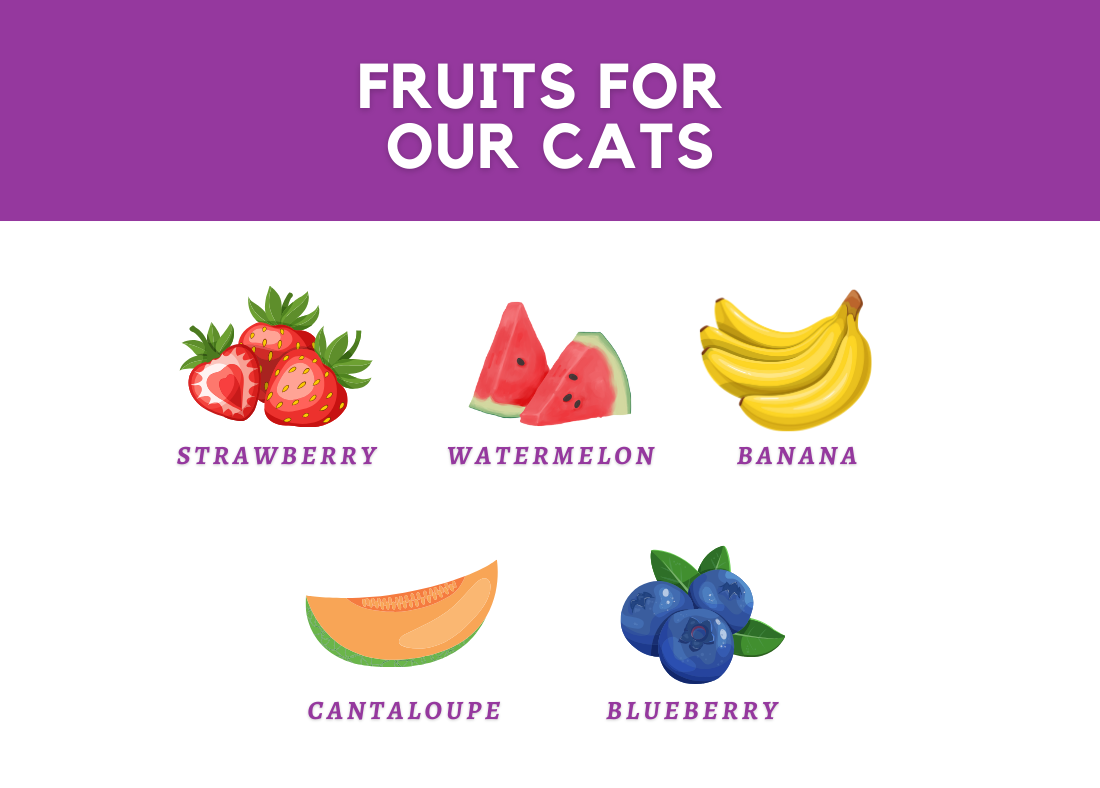 FRUITS FOR
OUR CATS
STRAWBERRY
WATERMELON
BANANA
CANTALOUPE
BLUEBERRY